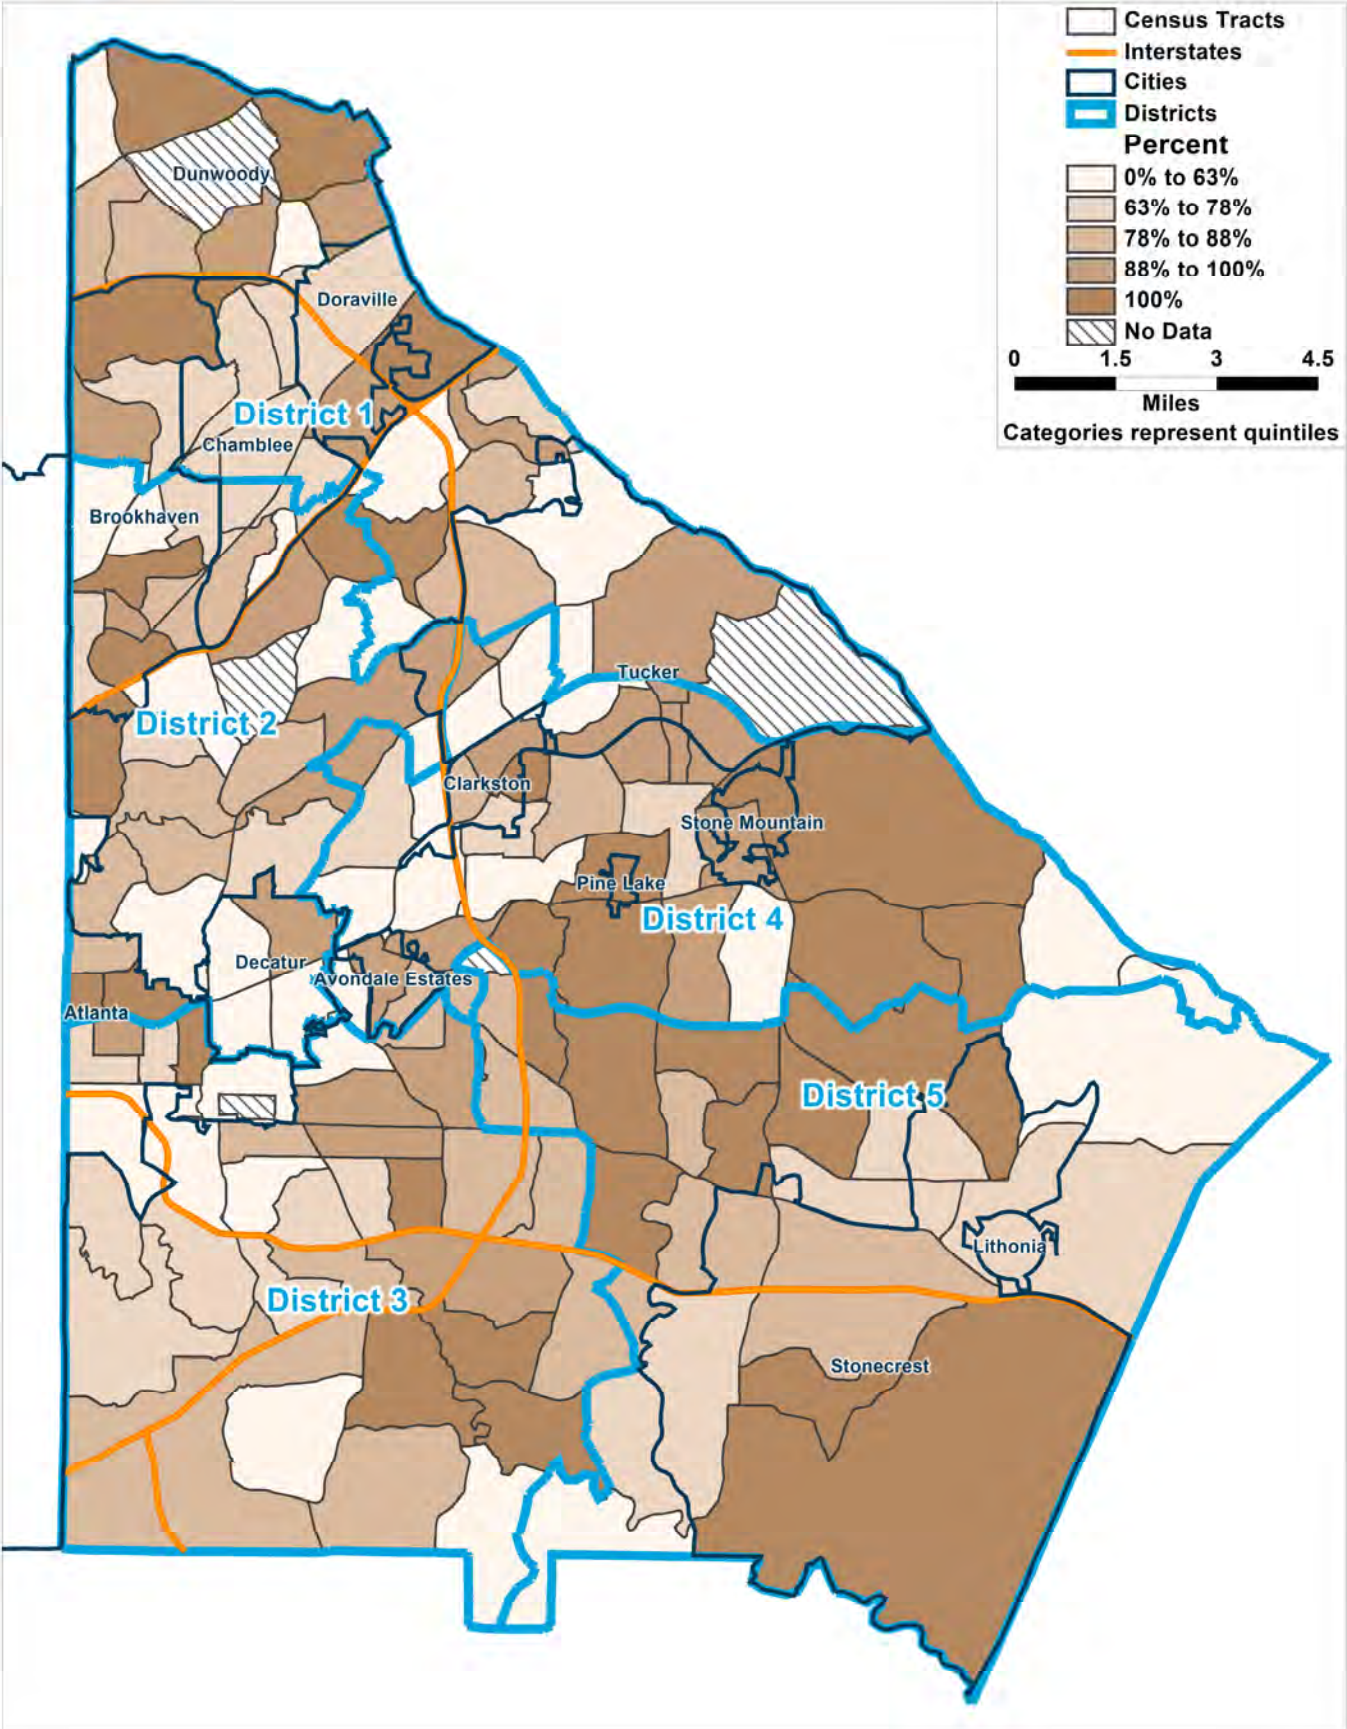 Census Tracts
Interstates
Cities
Districts
Percent
0% to 63%
63% to 78%
78% to 88%
88% to 100%
100%
No Data
0 1.5 3 4.5
Miles
Categories represent quintiles
Dunwoody
Doraville
District 1
Chamblee
Brookhaven
Tucker
District 2
Clarkston
Stone Mountain
Pine Lake
District 4
Decatur
Avondale Estates
Atlanta
District 5
Lithonia
District 3
Stonecrest